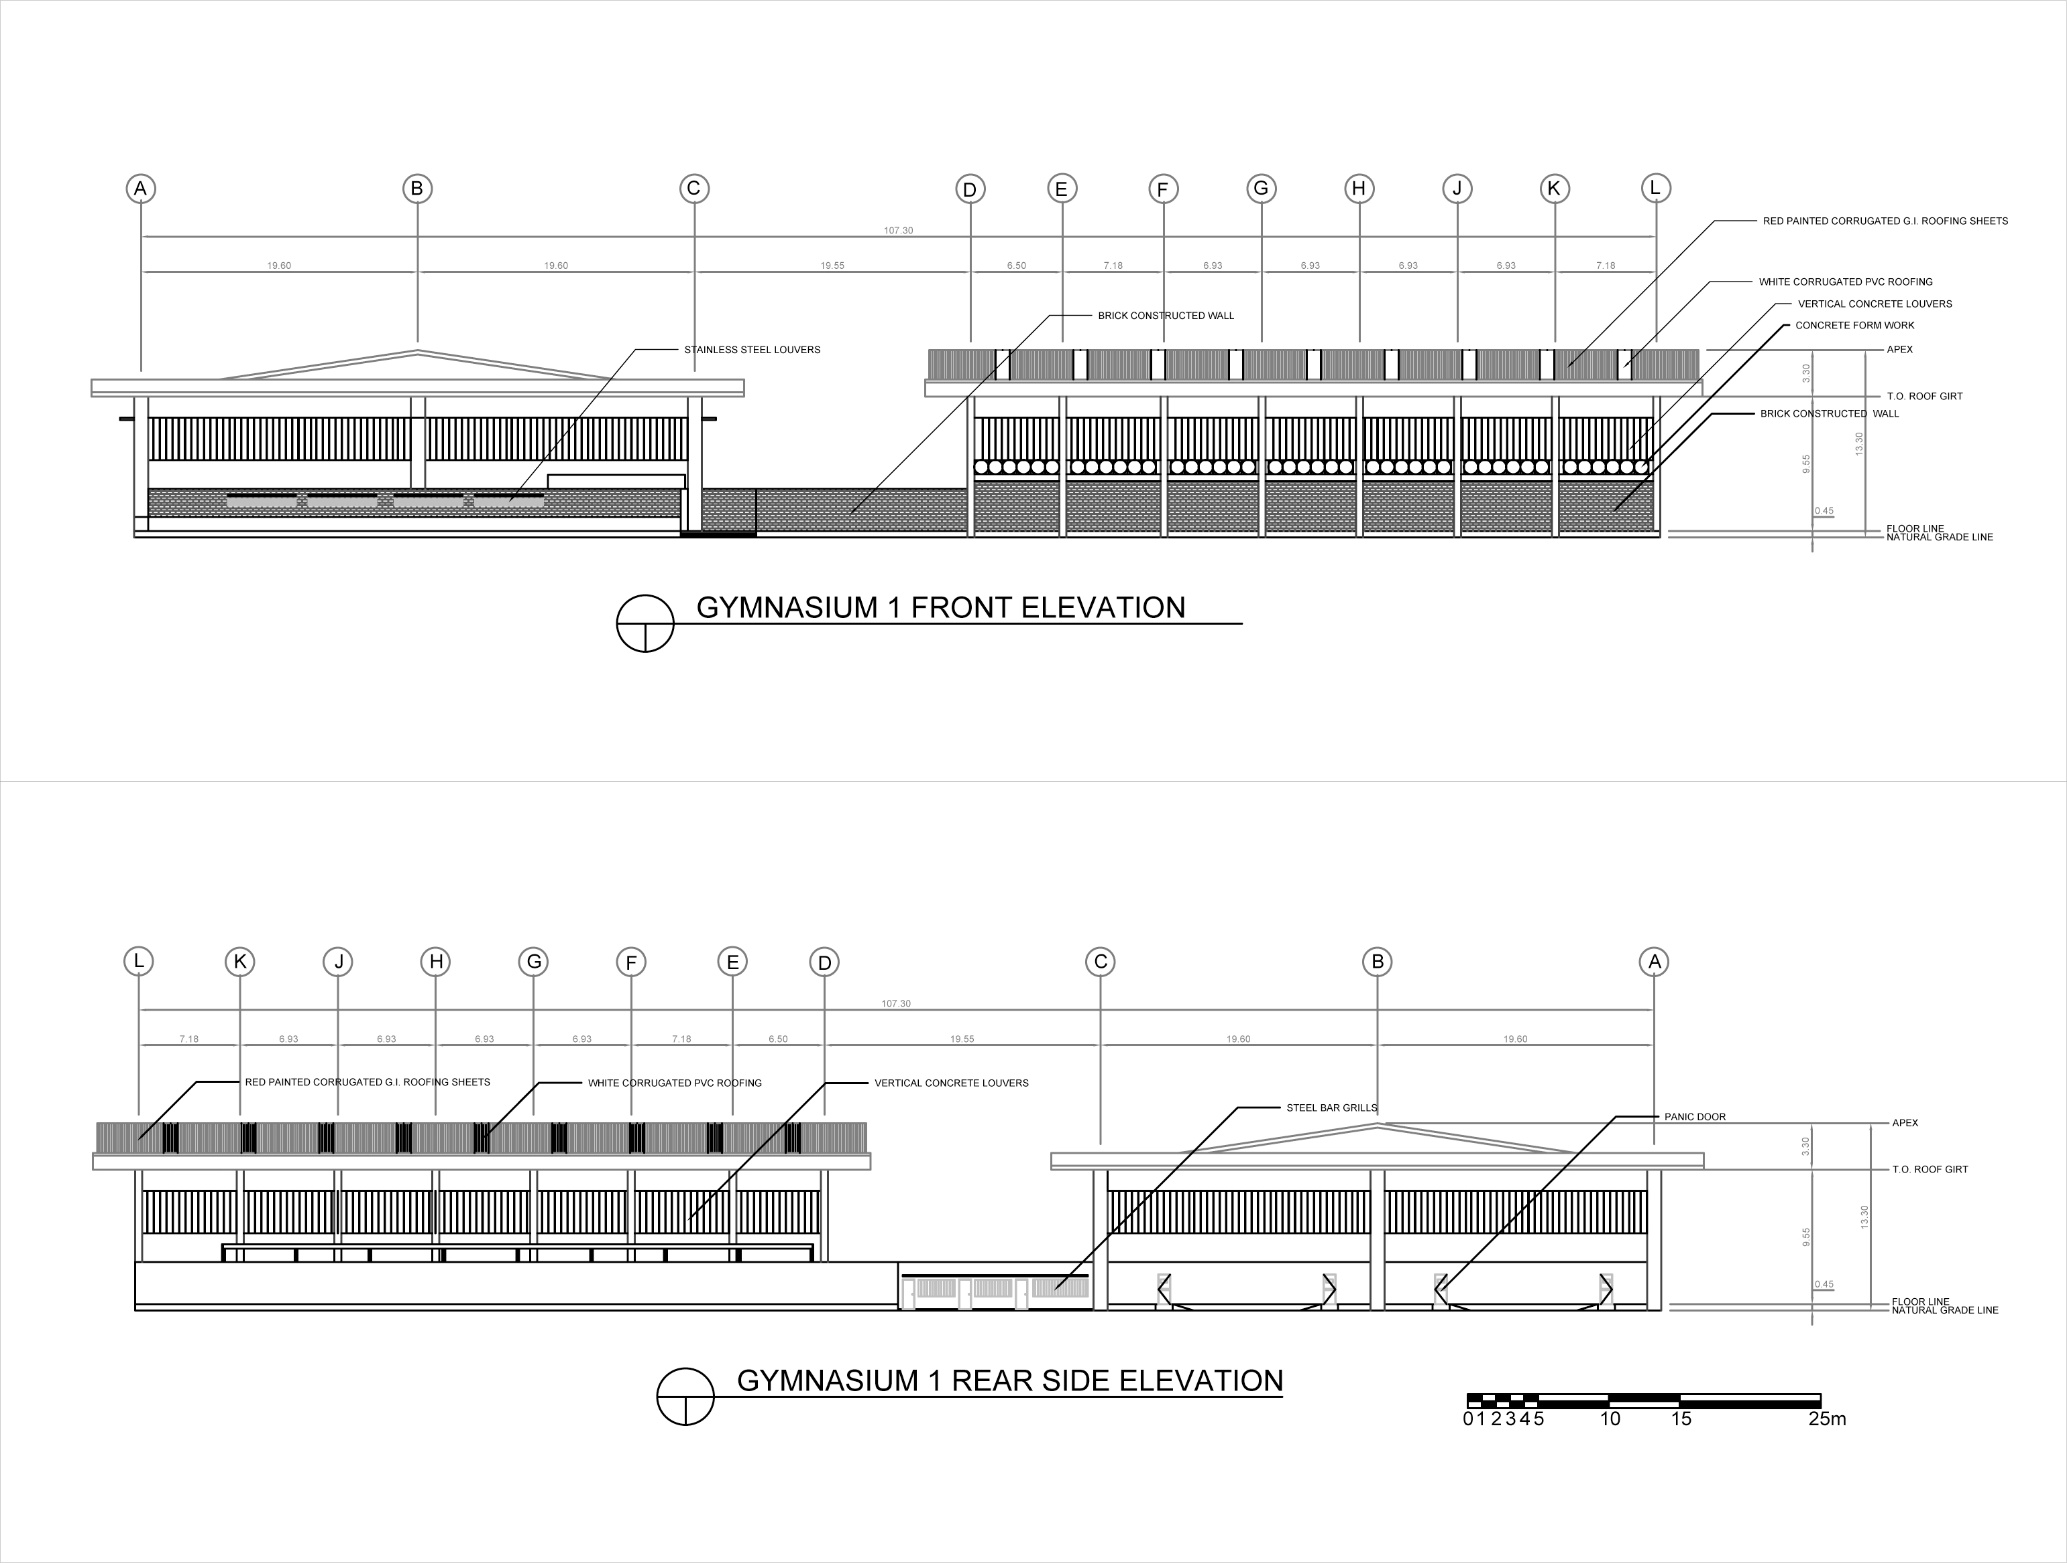 A B C D E F G H J K L
RED PAINTED CORRUGATED G.I. ROOFING SHEETS
107.30
19.60 19.60 19.55 6.50 7.18 6.93 6.93 6.93 6.93 7.18
WHITE CORRUGATED PVC ROOFING
VERTICAL CONCRETE LOUVERS
BRICK CONSTRUCTED WALL
CONCRETE FORM WORK
STAINLESS STEEL LOUVERS
APEX
3.30
T.O. ROOF GIRT
BRICK CONSTRUCTED WALL
13.30
9.55
0.45
FLOOR LINE
NATURAL GRADE LINE
GYMNASIUM 1 FRONT ELEVATION
L K J H G F E D C B A
107.30
7.18 6.93 6.93 6.93 6.93 7.18 6.50 19.55 19.60 19.60
RED PAINTED CORRUGATED G.I. ROOFING SHEETS
WHITE CORRUGATED PVC ROOFING
VERTICAL CONCRETE LOUVERS
STEEL BAR GRILLS
PANIC DOOR
APEX
3.30
T.O. ROOF GIRT
13.30
9.55
0.45
FLOOR LINE
NATURAL GRADE LINE
GYMNASIUM 1 REAR SIDE ELEVATION
0 1 2 3 4 5 10 15 25m